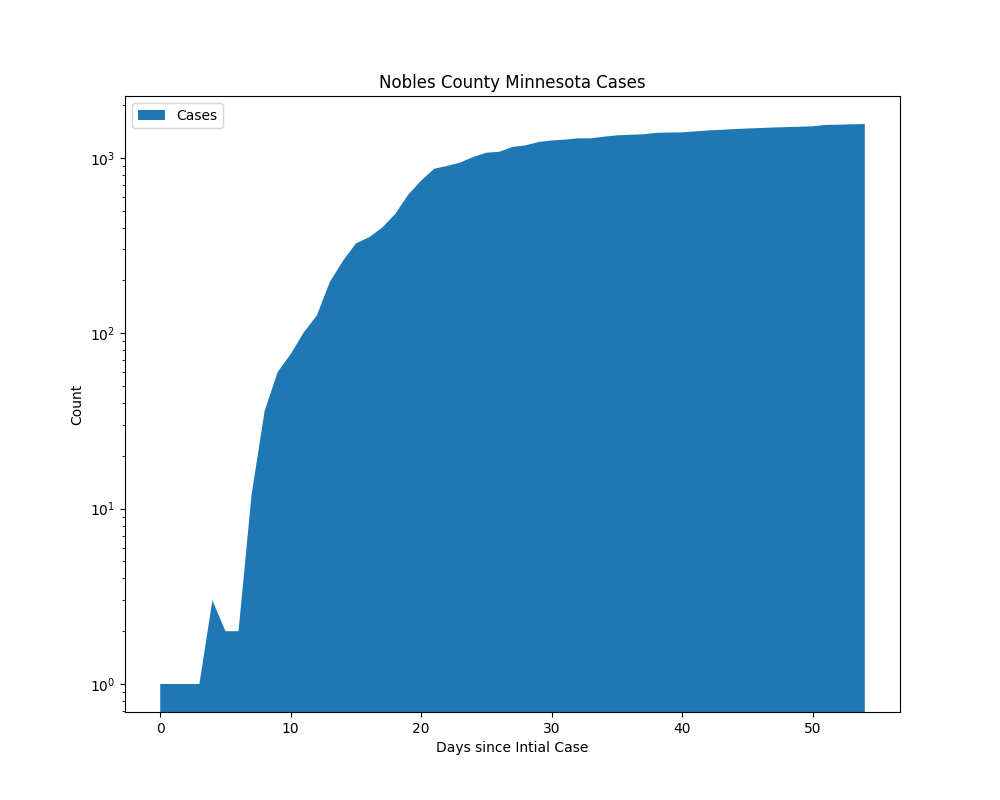 Nobles County Minnesota Cases
Cases
Count
10³
10²
10¹
10⁰
0 10 20 30 40 50
Days since Intial Case